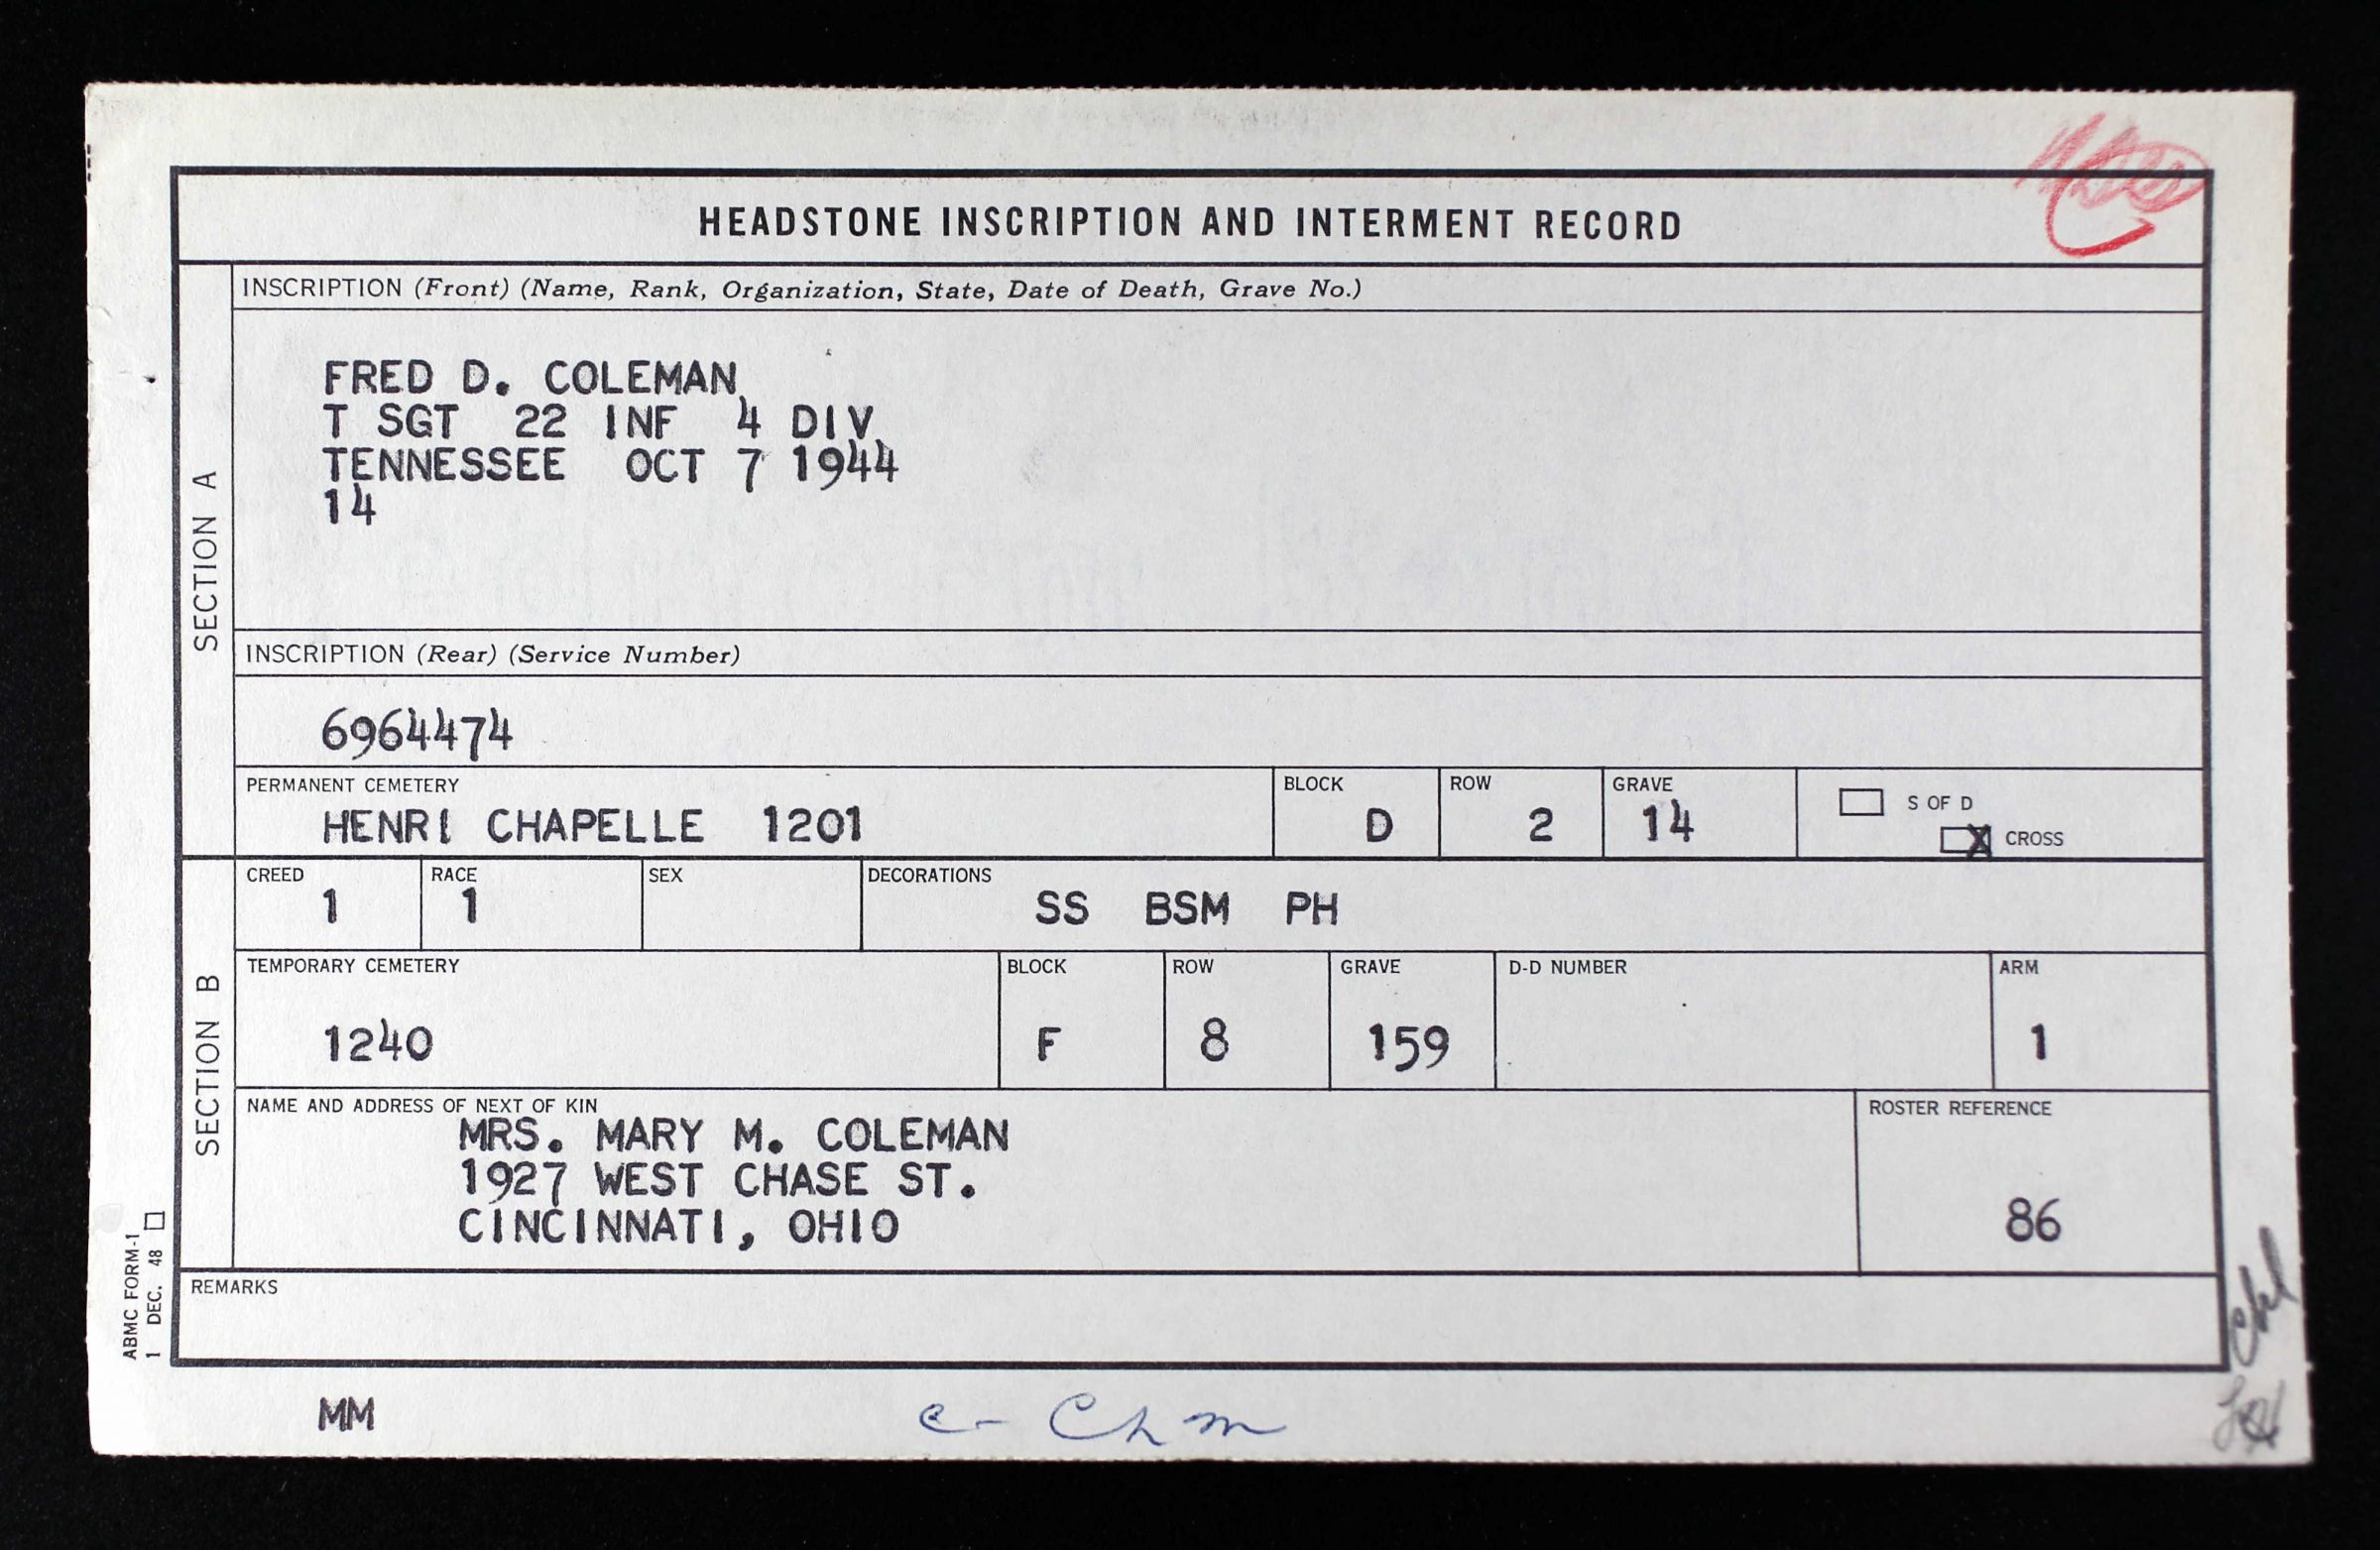 HEADSTONE INSCRIPTION AND INTERMENT RECORD
SECTION A
INSCRIPTION (Front) (Name, Rank, Organization, State, Date of Death, Grave No.)
FRED D. COLEMAN
T SGT 22 INF 4 DIV
TENNESSEE OCT 7 1944
14
INSCRIPTION (Rear) (Service Number)
6964474
PERMANENT CEMETERY BLOCK ROW GRAVE S OF D
HENRI CHAPELLE 1201 D 2 14 X CROSS
SECTION B
CREED RACE SEX DECORATIONS
1 1 SS BSM PH
TEMPORARY CEMETERY BLOCK ROW GRAVE D-D NUMBER ARM
1240 F 8 159 1
NAME AND ADDRESS OF NEXT OF KIN ROSTER REFERENCE
MRS. MARY M. COLEMAN
1927 WEST CHASE ST.
CINCINNATI, OHIO 86
REMARKS
ABMC FORM-1
1 DEC. 48
MM c- Chm